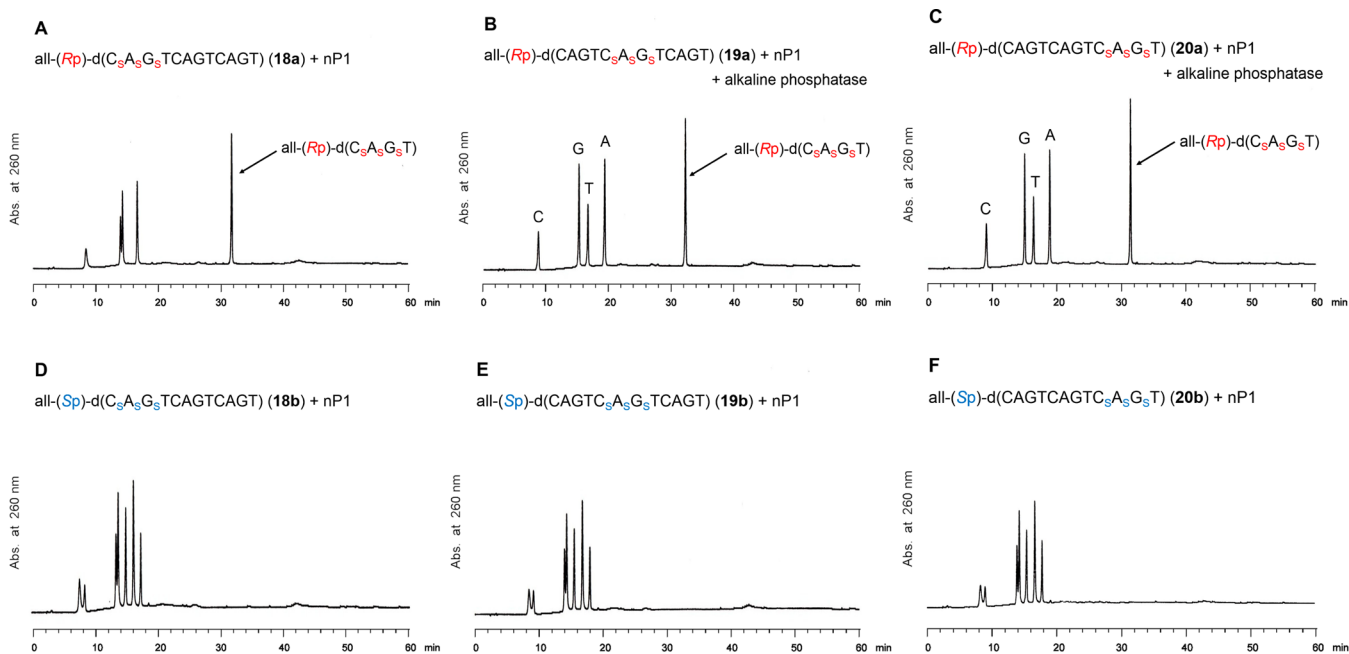 A
all-(Rp)-d(CSASGSTCAGTCAGT) (18a) + nP1
Abs. at 260 nm
all-(Rp)-d(CSASGST)
0 10 20 30 40 50 60 min
B
all-(Rp)-d(CAGTCSASGSTCAGT) (19a) + nP1
+ alkaline phosphatase
Abs. at 260 nm
C
G
T
A
all-(Rp)-d(CSASGST)
0 10 20 30 40 50 60 min
C
all-(Rp)-d(CAGTCAGTCSASGST) (20a) + nP1
+ alkaline phosphatase
Abs. at 260 nm
C
G
T
A
all-(Rp)-d(CSASGST)
0 10 20 30 40 50 60 min
D
all-(Sp)-d(CSASGSTCAGTCAGT) (18b) + nP1
Abs. at 260 nm
0 10 20 30 40 50 60 min
E
all-(Sp)-d(CAGTCSASGSTCAGT) (19b) + nP1
Abs. at 260 nm
0 10 20 30 40 50 60 min
F
all-(Sp)-d(CAGTCAGTCSASGST) (20b) + nP1
Abs. at 260 nm
0 10 20 30 40 50 60 min